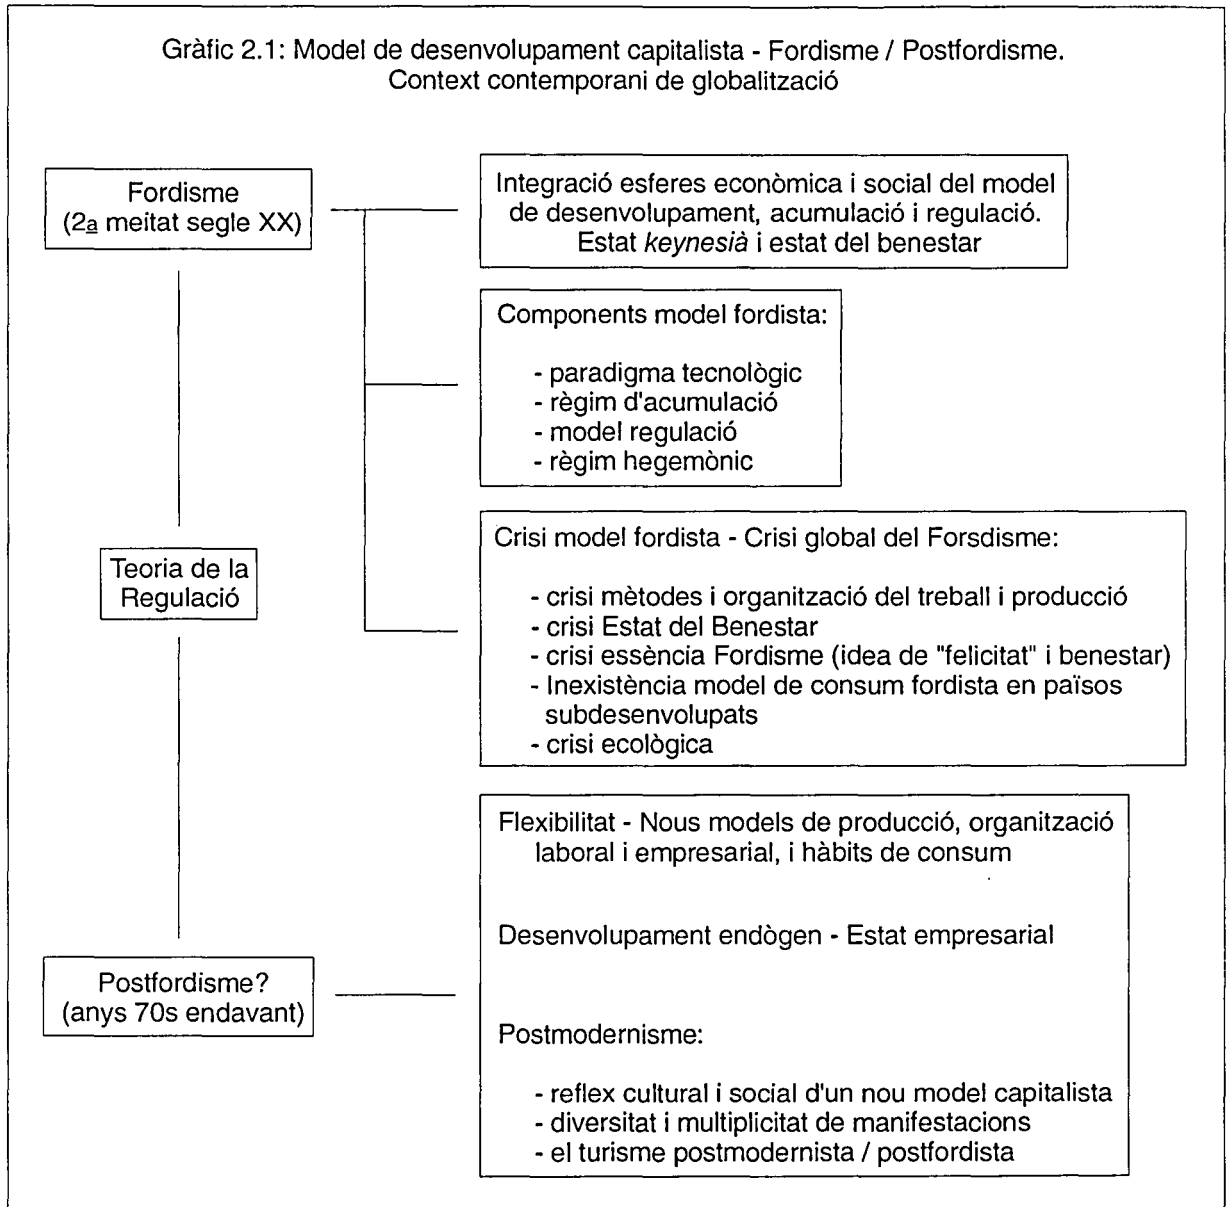 Gràfic 2.1: Model de desenvolupament capitalista - Fordisme / Postfordisme.
Context contemporani de globalització
Fordisme
(2a meitat segle XX)
Integració esferes econòmica i social del model
de desenvolupament, acumulació i regulació.
Estat keynesià i estat del benestar
Components model fordista:
- paradigma tecnològic
- règim d'acumulació
- model regulació
- règim hegemònic
Crisi model fordista - Crisi global del Forsdisme:
- crisi mètodes i organització del treball i producció
- crisi Estat del Benestar
- crisi essència Fordisme (idea de "felicitat" i benestar)
- Inexistència model de consum fordista en països
subdesenvolupats
- crisi ecològica
Teoria de la
Regulació
Postfordisme?
(anys 70s endavant)
Flexibilitat - Nous models de producció, organització
laboral i empresarial, i hàbits de consum
Desenvolupament endògen - Estat empresarial
Postmodernisme:
- reflex cultural i social d'un nou model capitalista
- diversitat i multiplicitat de manifestacions
- el turisme postmodernista / postfordista